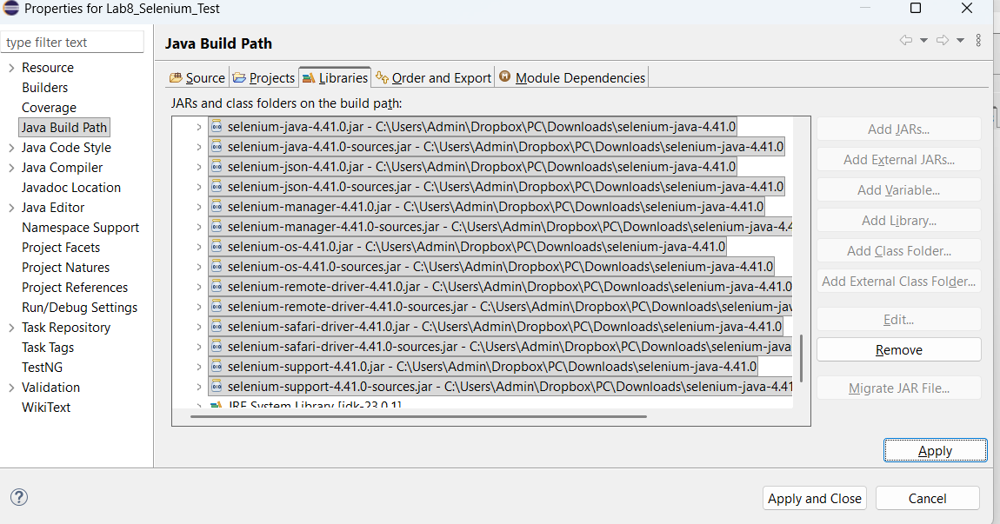 Properties for Lab8_Selenium_Test
type filter text
Resource
Builders
Coverage
Java Build Path
Java Code Style
Java Compiler
Javadoc Location
Java Editor
Namespace Support
Project Facets
Project Natures
Project References
Run/Debug Settings
Task Repository
Task Tags
TestNG
Validation
WikiText
Java Build Path
Source Projects Libraries Order and Export Module Dependencies
JARs and class folders on the build path:
selenium-java-4.41.0.jar - C:\Users\Admin\Dropbox\PC\Downloads\selenium-java-4.41.0
selenium-java-4.41.0-sources.jar - C:\Users\Admin\Dropbox\PC\Downloads\selenium-java-4.41.0
selenium-json-4.41.0.jar - C:\Users\Admin\Dropbox\PC\Downloads\selenium-java-4.41.0
selenium-json-4.41.0-sources.jar - C:\Users\Admin\Dropbox\PC\Downloads\selenium-java-4.41.0
selenium-manager-4.41.0.jar - C:\Users\Admin\Dropbox\PC\Downloads\selenium-java-4.41.0
selenium-manager-4.41.0-sources.jar - C:\Users\Admin\Dropbox\PC\Downloads\selenium-java-4.4
selenium-os-4.41.0.jar - C:\Users\Admin\Dropbox\PC\Downloads\selenium-java-4.41.0
selenium-os-4.41.0-sources.jar - C:\Users\Admin\Dropbox\PC\Downloads\selenium-java-4.41.0
selenium-remote-driver-4.41.0.jar - C:\Users\Admin\Dropbox\PC\Downloads\selenium-java-4.41.0
selenium-remote-driver-4.41.0-sources.jar - C:\Users\Admin\Dropbox\PC\Downloads\selenium-jav
selenium-safari-driver-4.41.0.jar - C:\Users\Admin\Dropbox\PC\Downloads\selenium-java-4.41.0
selenium-safari-driver-4.41.0-sources.jar - C:\Users\Admin\Dropbox\PC\Downloads\selenium-java
selenium-support-4.41.0.jar - C:\Users\Admin\Dropbox\PC\Downloads\selenium-java-4.41.0
selenium-support-4.41.0-sources.jar - C:\Users\Admin\Dropbox\PC\Downloads\selenium-java-4.41
JRE System Library [jdk-23.0.1]
Add JARs...
Add External JARs...
Add Variable...
Add Library...
Add Class Folder...
Add External Class Folder...
Edit...
Remove
Migrate JAR File...
Apply
Apply and Close
Cancel